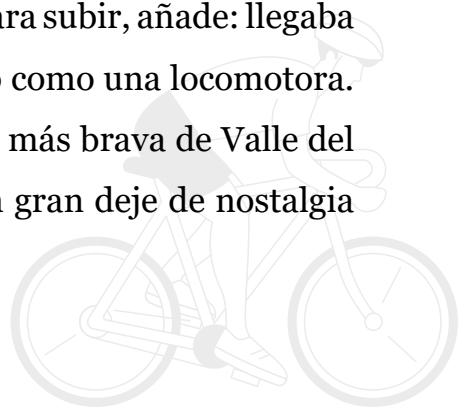 ara subir, añade: llegaba
como una locomotora.
más brava de Valle del
gran deje de nostalgia